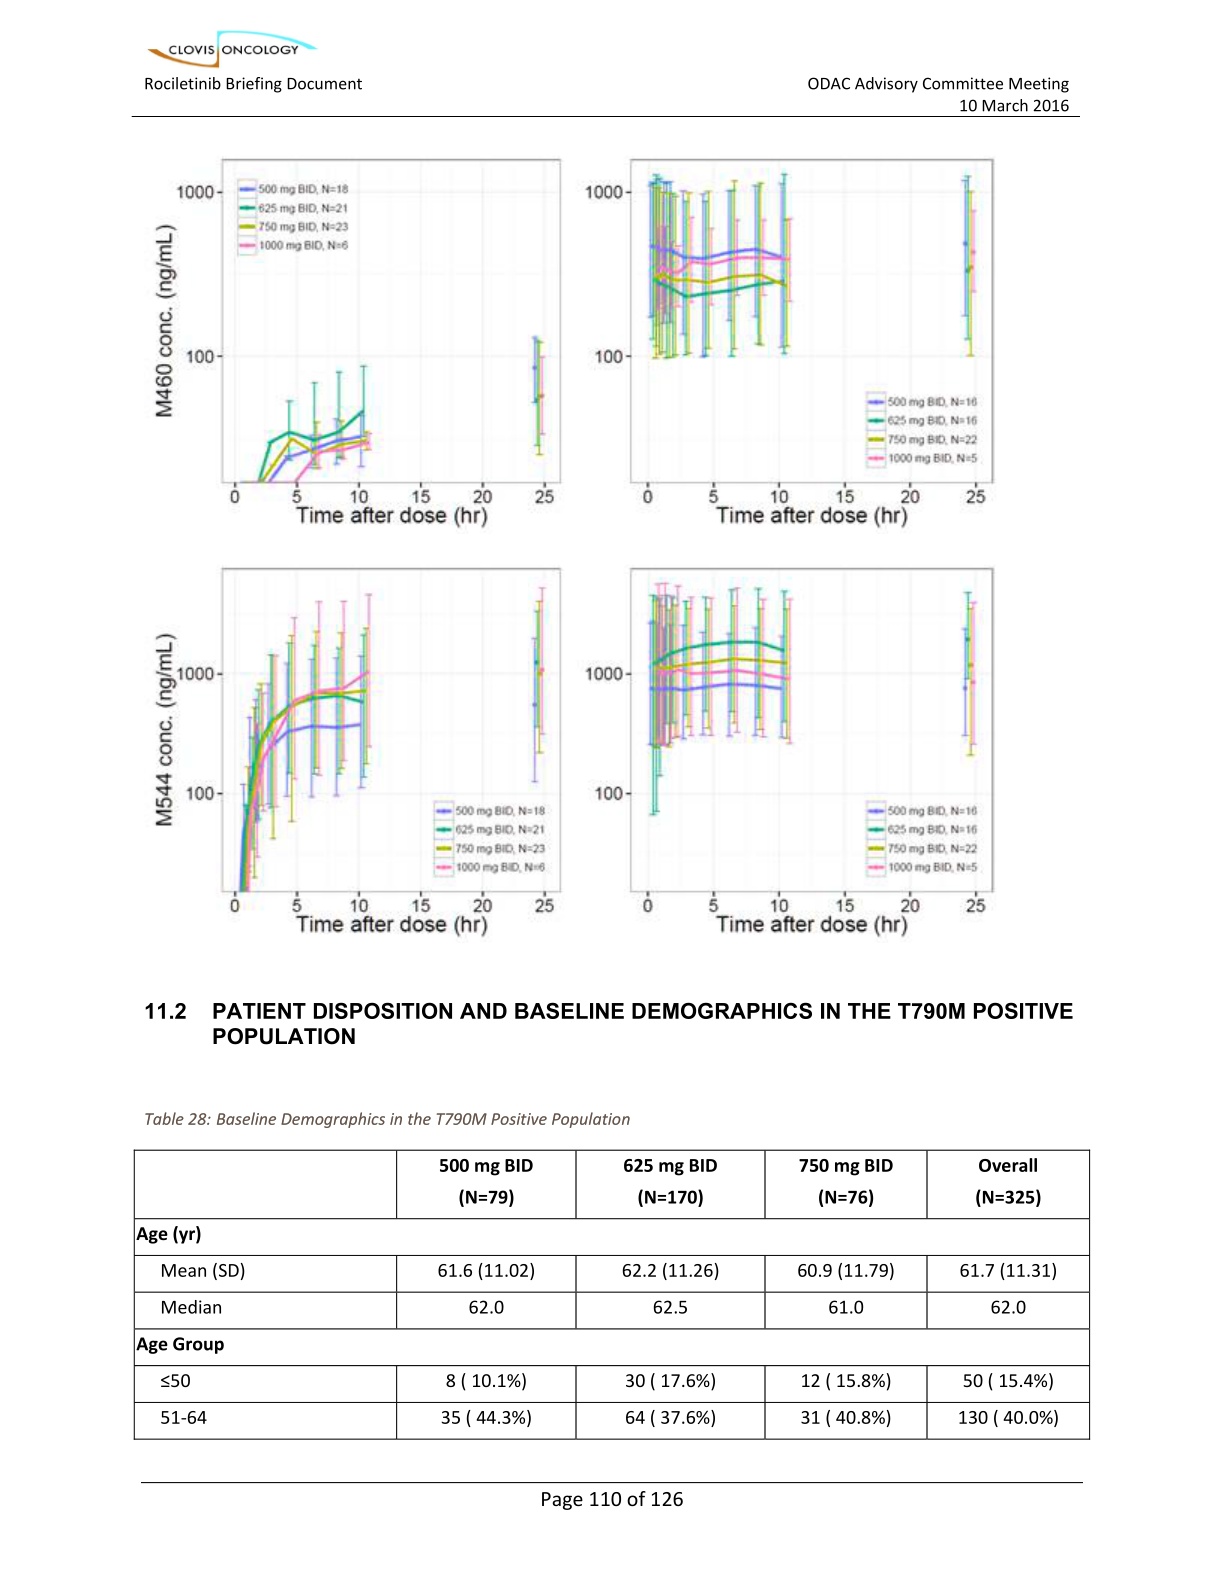 CLOVIS ONCOLOGY
Rociletinib Briefing Document
ODAC Advisory Committee Meeting
10 March 2016
M460 conc. (ng/mL)
1000
100
500 mg BID, N=18
625 mg BID, N=21
750 mg BID, N=23
1000 mg BID, N=6
0 5 10 15 20 25
Time after dose (hr)
1000
100
500 mg BID, N=16
625 mg BID, N=16
750 mg BID, N=22
1000 mg BID, N=5
0 5 10 15 20 25
Time after dose (hr)
M544 conc. (ng/mL)
1000
100
500 mg BID, N=18
625 mg BID, N=21
750 mg BID, N=23
1000 mg BID, N=6
0 5 10 15 20 25
Time after dose (hr)
1000
100
500 mg BID, N=16
625 mg BID, N=16
750 mg BID, N=22
1000 mg BID, N=5
0 5 10 15 20 25
Time after dose (hr)
11.2 PATIENT DISPOSITION AND BASELINE DEMOGRAPHICS IN THE T790M POSITIVE
POPULATION
Table 28: Baseline Demographics in the T790M Positive Population
500 mg BID 625 mg BID 750 mg BID Overall
(N=79) (N=170) (N=76) (N=325)
Age (yr)
Mean (SD) 61.6 (11.02) 62.2 (11.26) 60.9 (11.79) 61.7 (11.31)
Median 62.0 62.5 61.0 62.0
Age Group
≤50 8 ( 10.1%) 30 ( 17.6%) 12 ( 15.8%) 50 ( 15.4%)
51-64 35 ( 44.3%) 64 ( 37.6%) 31 ( 40.8%) 130 ( 40.0%)
Page 110 of 126